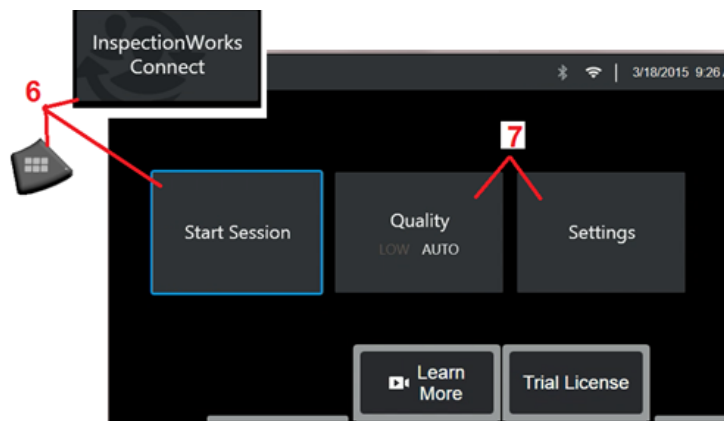 InspectionWorks
Connect
6
3/18/2015 9:26
7
Start Session
Quality
LOW AUTO
Settings
Learn
More
Trial License